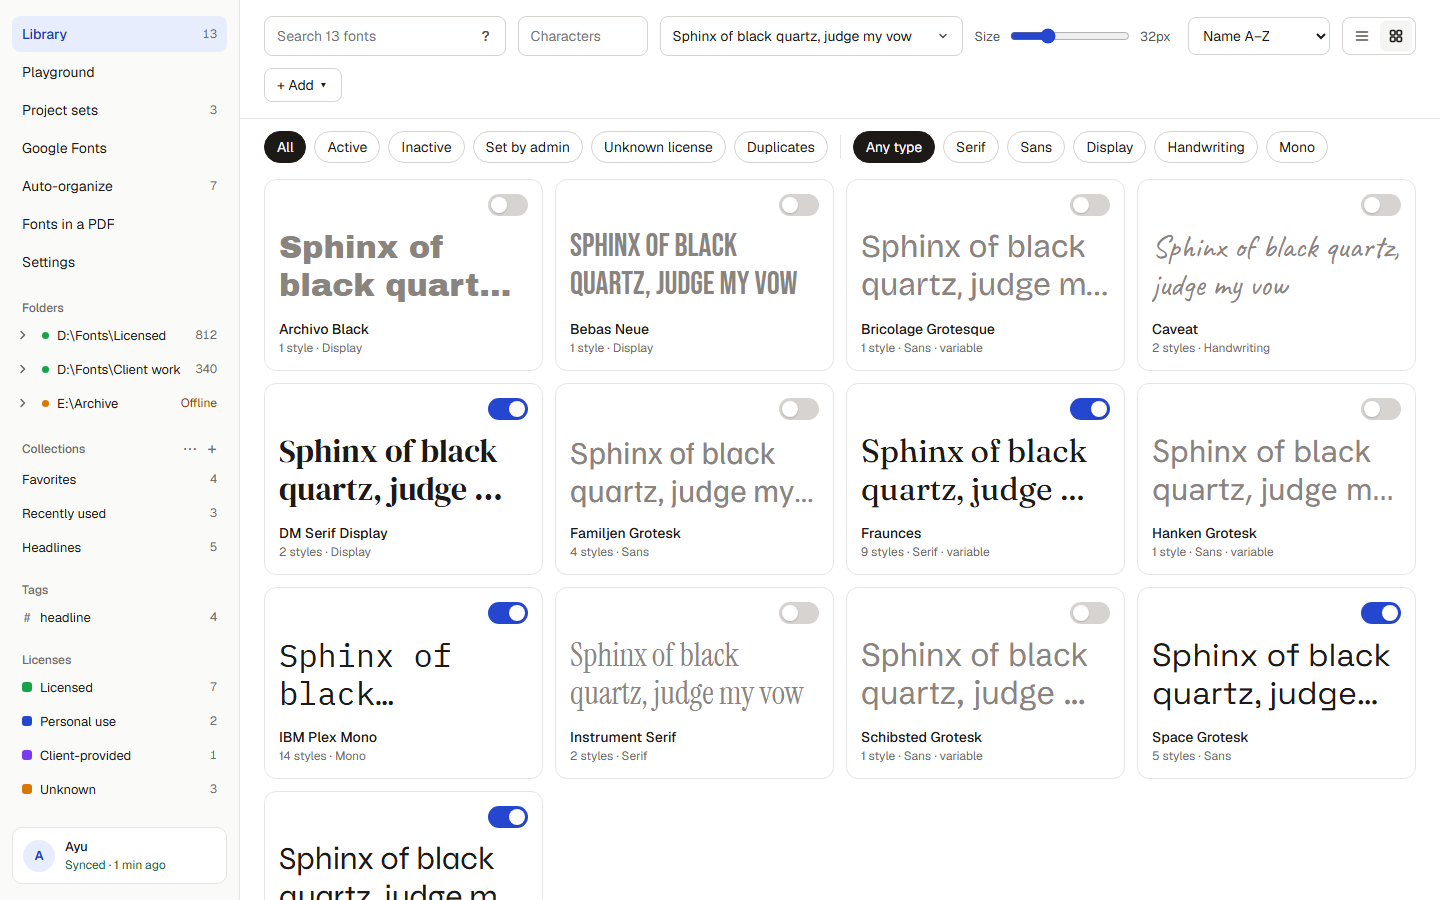 Library 13
Playground
Project sets 3
Google Fonts
Auto-organize 7
Fonts in a PDF
Settings
Folders
D:\Fonts\Licensed 812
D:\Fonts\Client work 340
E:\Archive Offline
Collections ··· +
Favorites 4
Recently used 3
Headlines 5
Tags
# headline 4
Licenses
Licensed 7
Personal use 2
Client-provided 1
Unknown 3
A
Ayu
Synced · 1 min ago
Search 13 fonts ?
Characters
Sphinx of black quartz, judge my vow
Size
32px
Name A–Z
+ Add
All
Active
Inactive
Set by admin
Unknown license
Duplicates
Any type
Serif
Sans
Display
Handwriting
Mono
Sphinx of
black quart...
Archivo Black
1 style · Display
SPHINX OF BLACK
QUARTZ, JUDGE MY VOW
Bebas Neue
1 style · Display
Sphinx of black
quartz, judge m...
Bricolage Grotesque
1 style · Sans · variable
Sphinx of black quartz,
judge my vow
Caveat
2 styles · Handwriting
Sphinx of black
quartz, judge ...
DM Serif Display
2 styles · Display
Sphinx of black
quartz, judge my...
Familjen Grotesk
4 styles · Sans
Sphinx of black
quartz, judge ...
Fraunces
9 styles · Serif · variable
Sphinx of black
quartz, judge m...
Hanken Grotesk
1 style · Sans · variable
Sphinx of
black...
IBM Plex Mono
14 styles · Mono
Sphinx of black
quartz, judge my vow
Instrument Serif
2 styles · Serif
Sphinx of black
quartz, judge ...
Schibsted Grotesk
1 style · Sans · variable
Sphinx of black
quartz, judge...
Space Grotesk
5 styles · Sans
Sphinx of black
quartz, judge m